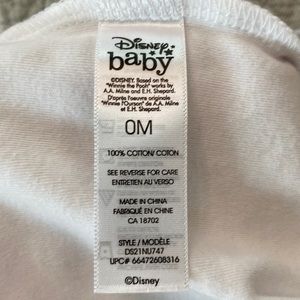 Disney
baby
©DISNEY. Based on the
"Winnie the Pooh" works by
A.A. Milne and E.H. Shepard.
D'après l'oeuvre originale
"Winnie l'Ourson" de A.A. Milne
et E.H. Shepard.
0M
100% COTTON/COTON
SEE REVERSE FOR CARE
ENTRETIEN AU VERSO
MADE IN CHINA
FABRIQUÉ EN CHINE
CA 18702
STYLE / MODÈLE
DS21NU747
UPC# 66472608316
©Disney